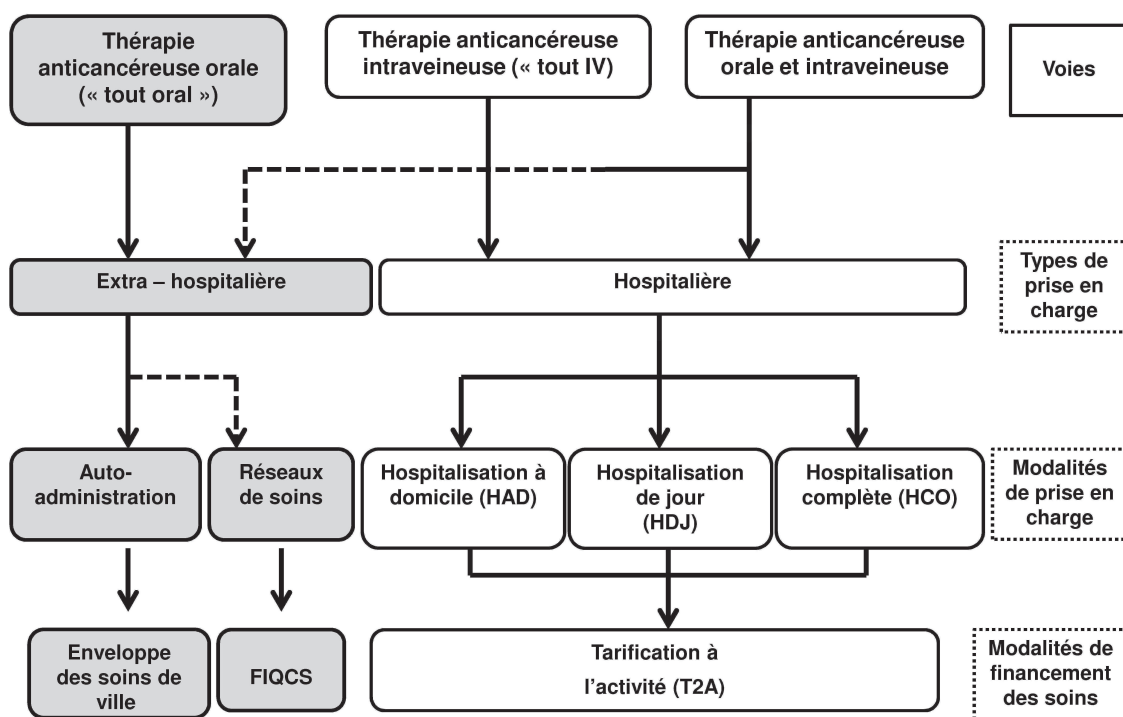 Thérapie
anticancéreuse orale
(« tout oral »)
Thérapie anticancéreuse
intraveineuse (« tout IV)
Thérapie anticancéreuse
orale et intraveineuse
Voies
Extra – hospitalière
Hospitalière
Types de
prise en
charge
Auto-
administration
Réseaux
de soins
Hospitalisation à
domicile (HAD)
Hospitalisation
de jour
(HDJ)
Hospitalisation
complète (HCO)
Modalités
de prise en
charge
Enveloppe
des soins de
ville
FIQCS
Tarification à
l’activité (T2A)
Modalités de
financement
des soins